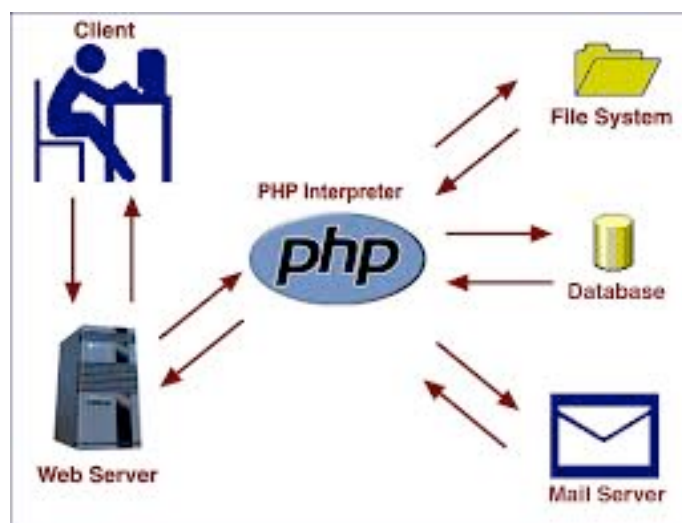 Client
File System
PHP Interpreter
php
Database
Web Server
Mail Server